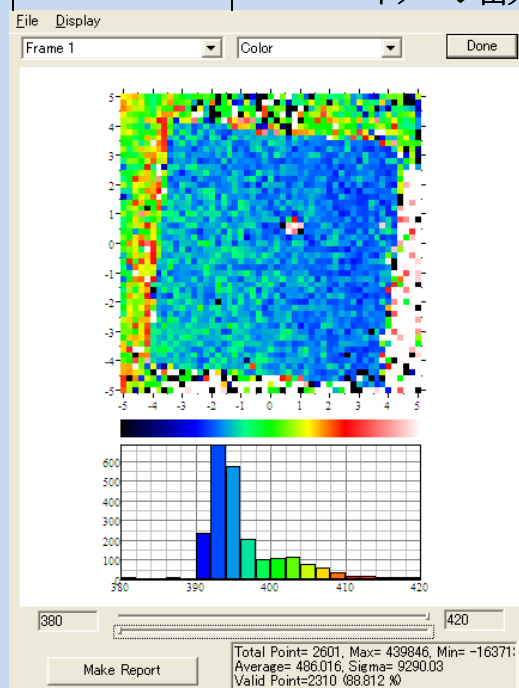 File Display
Frame 1 Color Done
5
4
3
2
1
0
-1
-2
-3
-4
-5
-5 -4 -3 -2 -1 0 1 2 3 4 5
600
500
400
300
200
100
0
380 390 400 410 420
380 420
Make Report
Total Point= 2601, Max= 439846, Min= -16371
Average= 486.016, Sigma= 9290.03
Valid Point=2310 (88.812 %)